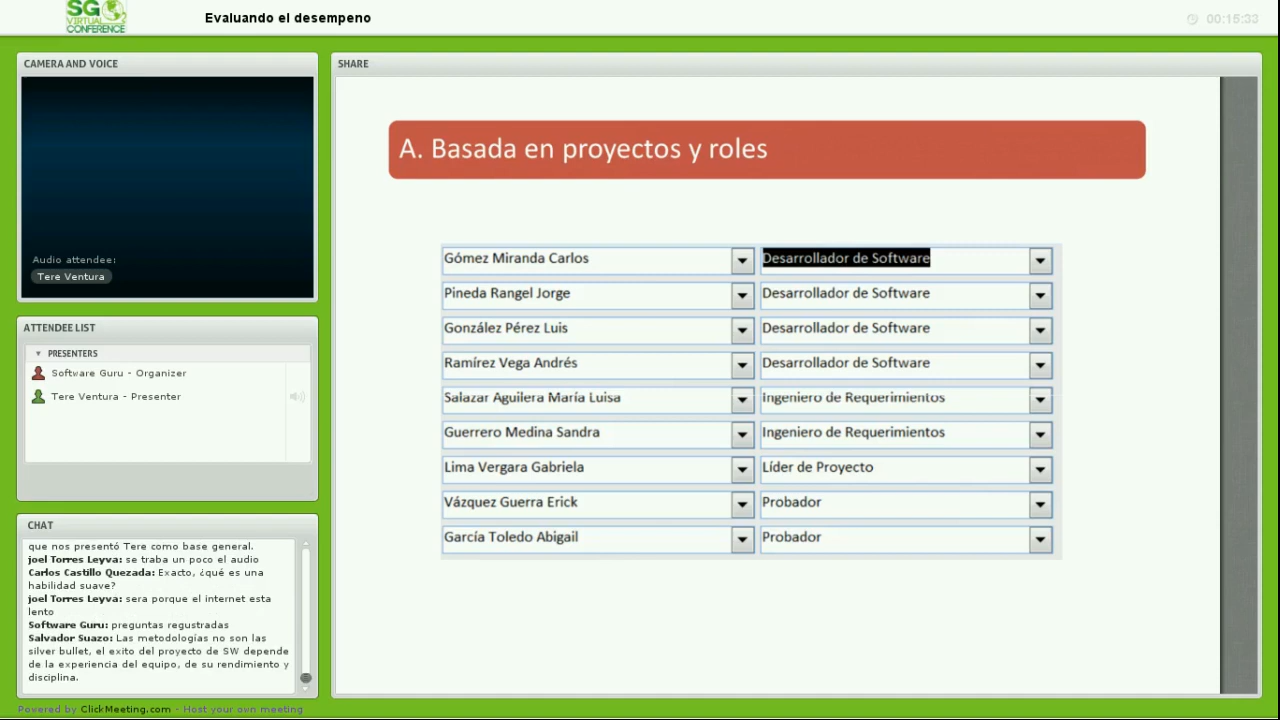 SG
VIRTUAL
CONFERENCE
Evaluando el desempeno
00:15:33
CAMERA AND VOICE
Audio attendee:
Tere Ventura
ATTENDEE LIST
PRESENTERS
Software Guru - Organizer
Tere Ventura - Presenter
CHAT
que nos presentó Tere como base general.
joel Torres Leyva: se traba un poco el audio
Carlos Castillo Quezada: Exacto, ¿qué es una
habilidad suave?
joel Torres Leyva: sera porque el internet esta
lento
Software Guru: preguntas regustradas
Salvador Suazo: Las metodologías no son las
silver bullet, el exito del proyecto de SW depende
de la experiencia del equipo, de su rendimiento y
disciplina.
SHARE
A. Basada en proyectos y roles
Gómez Miranda Carlos Desarrollador de Software
Pineda Rangel Jorge Desarrollador de Software
González Pérez Luis Desarrollador de Software
Ramírez Vega Andrés Desarrollador de Software
Salazar Aguilera María Luisa Ingeniero de Requerimientos
Guerrero Medina Sandra Ingeniero de Requerimientos
Lima Vergara Gabriela Líder de Proyecto
Vázquez Guerra Erick Probador
García Toledo Abigail Probador
Powered by ClickMeeting.com - Host your own meeting